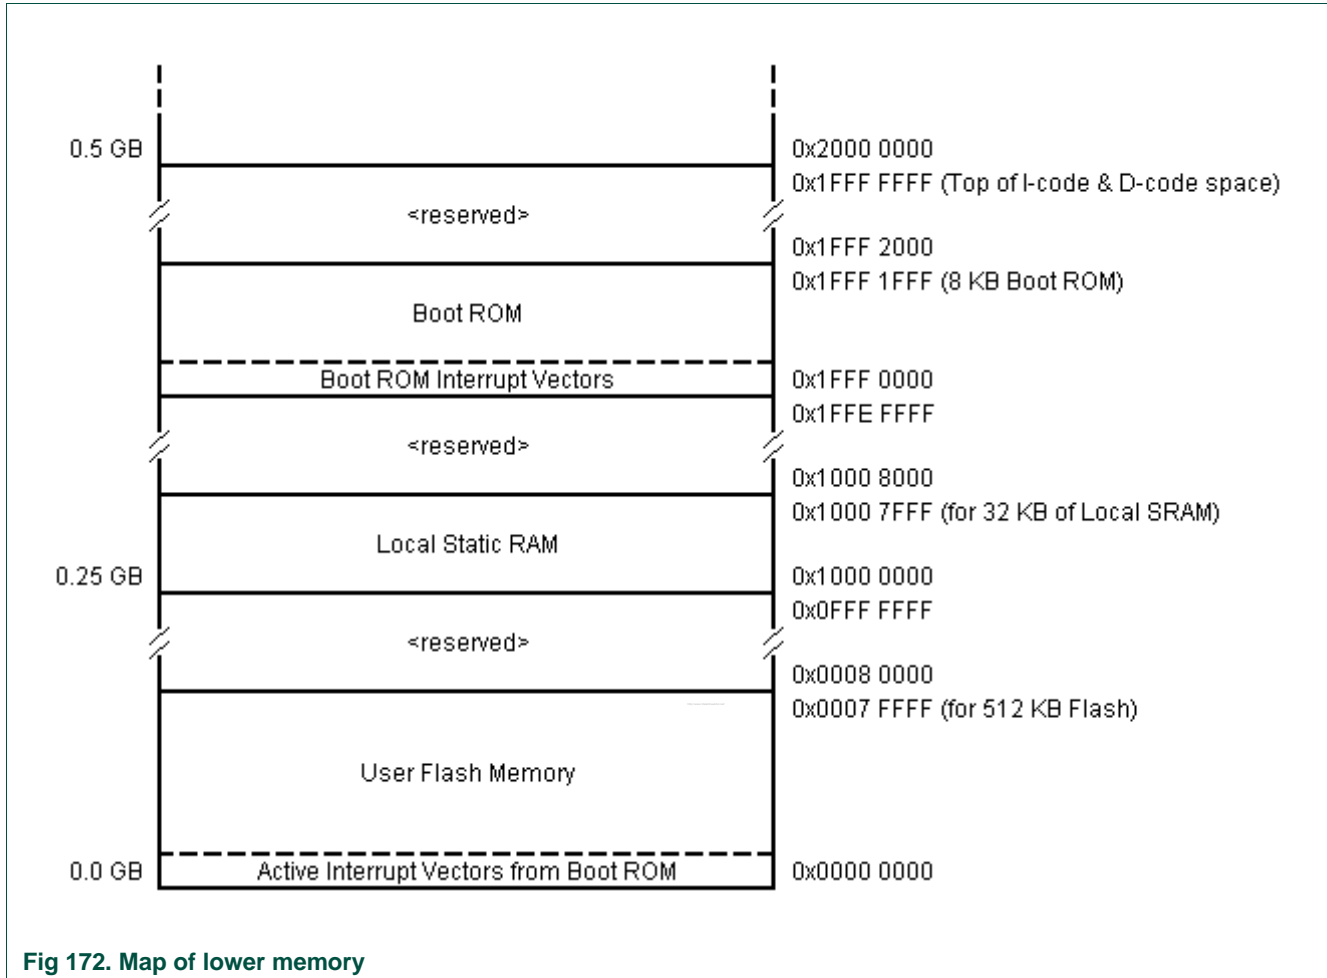 0.5 GB
0x2000 0000
0x1FFF FFFF (Top of I-code & D-code space)
<reserved>
0x1FFF 2000
0x1FFF 1FFF (8 KB Boot ROM)
Boot ROM
Boot ROM Interrupt Vectors
0x1FFF 0000
0x1FFE FFFF
<reserved>
0x1000 8000
0x1000 7FFF (for 32 KB of Local SRAM)
Local Static RAM
0.25 GB
0x1000 0000
0x0FFF FFFF
<reserved>
0x0008 0000
0x0007 FFFF (for 512 KB Flash)
User Flash Memory
0.0 GB
Active Interrupt Vectors from Boot ROM
0x0000 0000
Fig 172. Map of lower memory